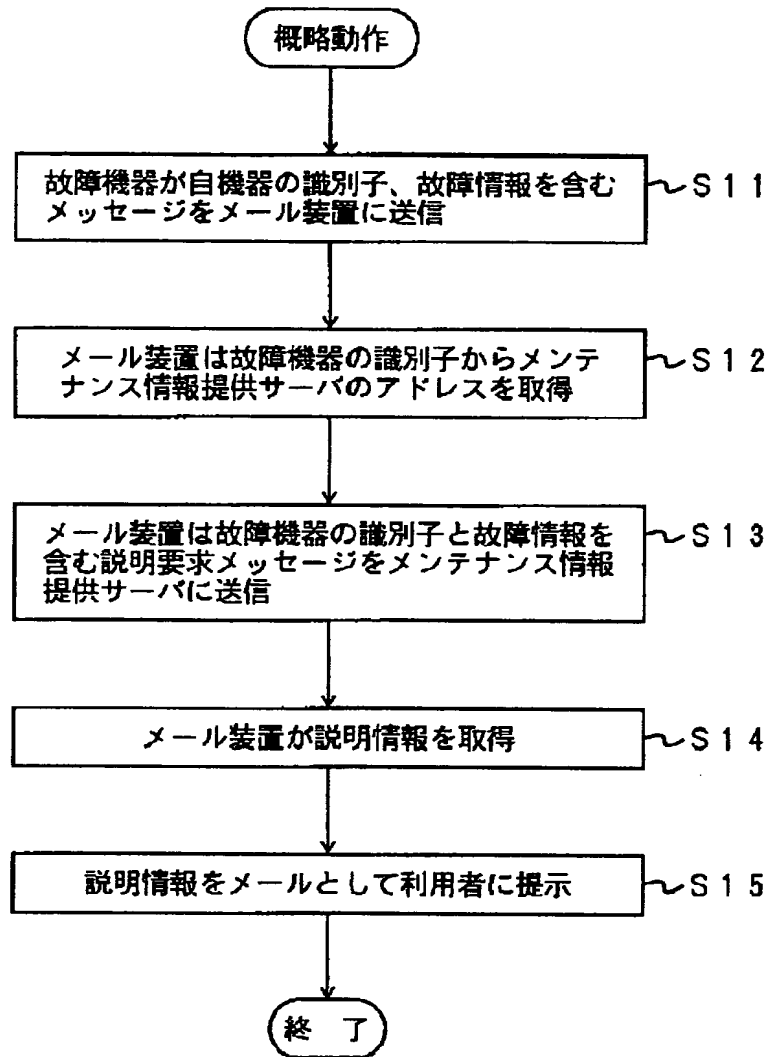 概略動作
故障機器が自機器の識別子、故障情報を含む
メッセージをメール装置に送信
S11
メール装置は故障機器の識別子からメンテ
ナンス情報提供サーバのアドレスを取得
S12
メール装置は故障機器の識別子と故障情報を
含む説明要求メッセージをメンテナンス情報
提供サーバに送信
S13
メール装置が説明情報を取得
S14
説明情報をメールとして利用者に提示
S15
終 了